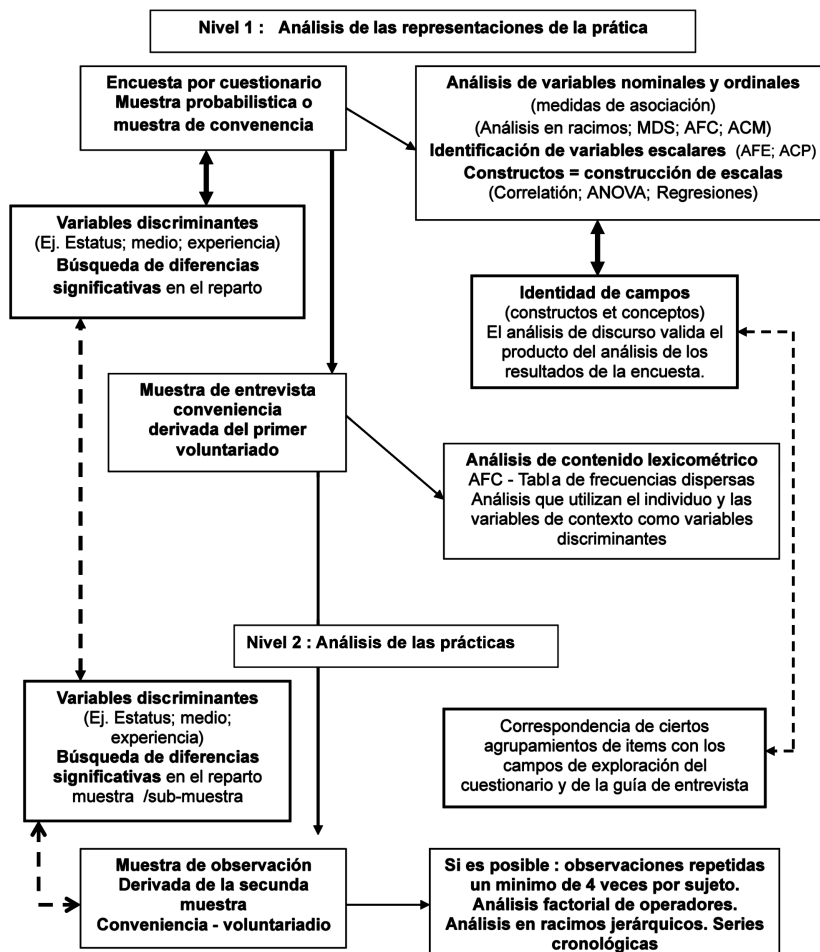 Nivel 1 :   Análisis de las representaciones de la prática
Encuesta por cuestionario
Muestra probabilistica o
muestra de convenencia
Análisis de variables nominales y ordinales
(medidas de asociación)
(Análisis en racimos; MDS; AFC; ACM)
Identificación de variables escalares (AFE; ACP)
Constructos = construcción de escalas
(Correlatión; ANOVA; Regresiones)
Variables discriminantes
(Ej. Estatus; medio; experiencia)
Búsqueda de diferencias
significativas en el reparto
Identidad de campos
(constructos et conceptos)
El análisis de discurso valida el
producto del análisis de los
resultados de la encuesta.
Muestra de entrevista
conveniencia
derivada del primer
voluntariado
Análisis de contenido lexicométrico
AFC - Tabla de frecuencias dispersas
Análisis que utilizan el individuo y las
variables de contexto como variables
discriminantes
Nivel 2 : Análisis de las prácticas
Variables discriminantes
(Ej. Estatus; medio;
experiencia)
Búsqueda de diferencias
significativas en el reparto
muestra /sub-muestra
Correspondencia de ciertos
agrupamientos de items con los
campos de exploración del
cuestionario y de la guía de entrevista
Muestra de observación
Derivada de la secunda
muestra
Conveniencia - voluntariadio
Si es posible : observaciones repetidas
un minimo de 4 veces por sujeto.
Análisis factorial de operadores.
Análisis en racimos jerárquicos. Series
cronológicas